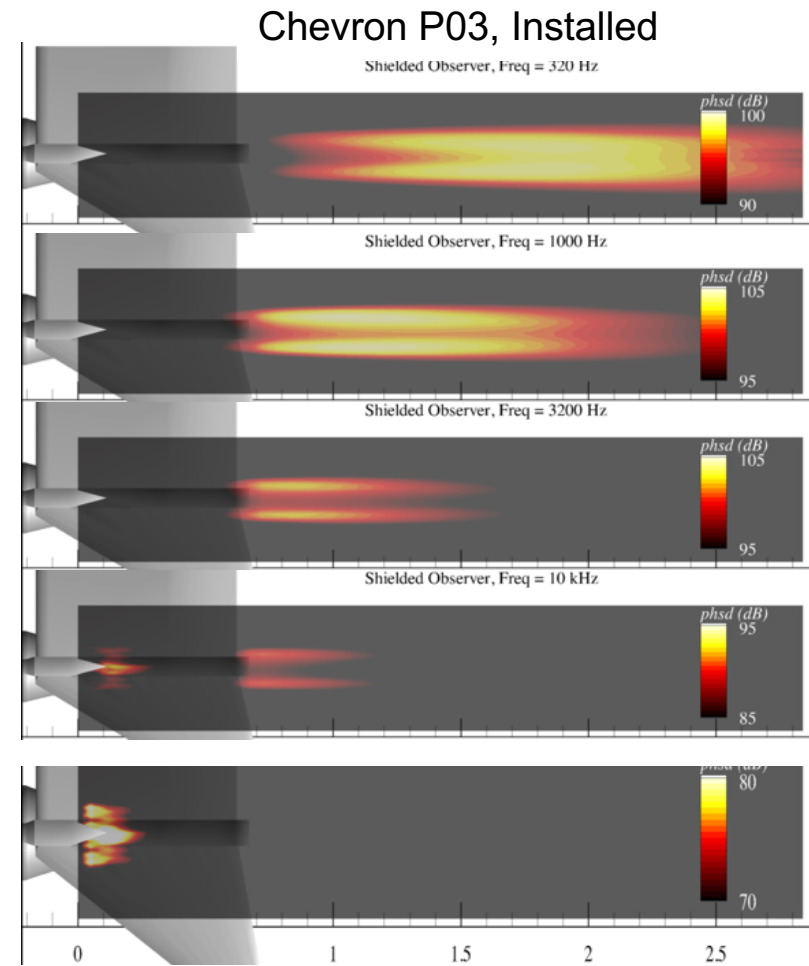 Chevron P03, Installed
Shielded Observer, Freq = 320 Hz
phsd (dB)
100
90
Shielded Observer, Freq = 1000 Hz
phsd (dB)
105
95
Shielded Observer, Freq = 3200 Hz
phsd (dB)
105
95
Shielded Observer, Freq = 10 kHz
phsd (dB)
95
85
phsd (dB)
80
70
0 1 1.5 2 2.5